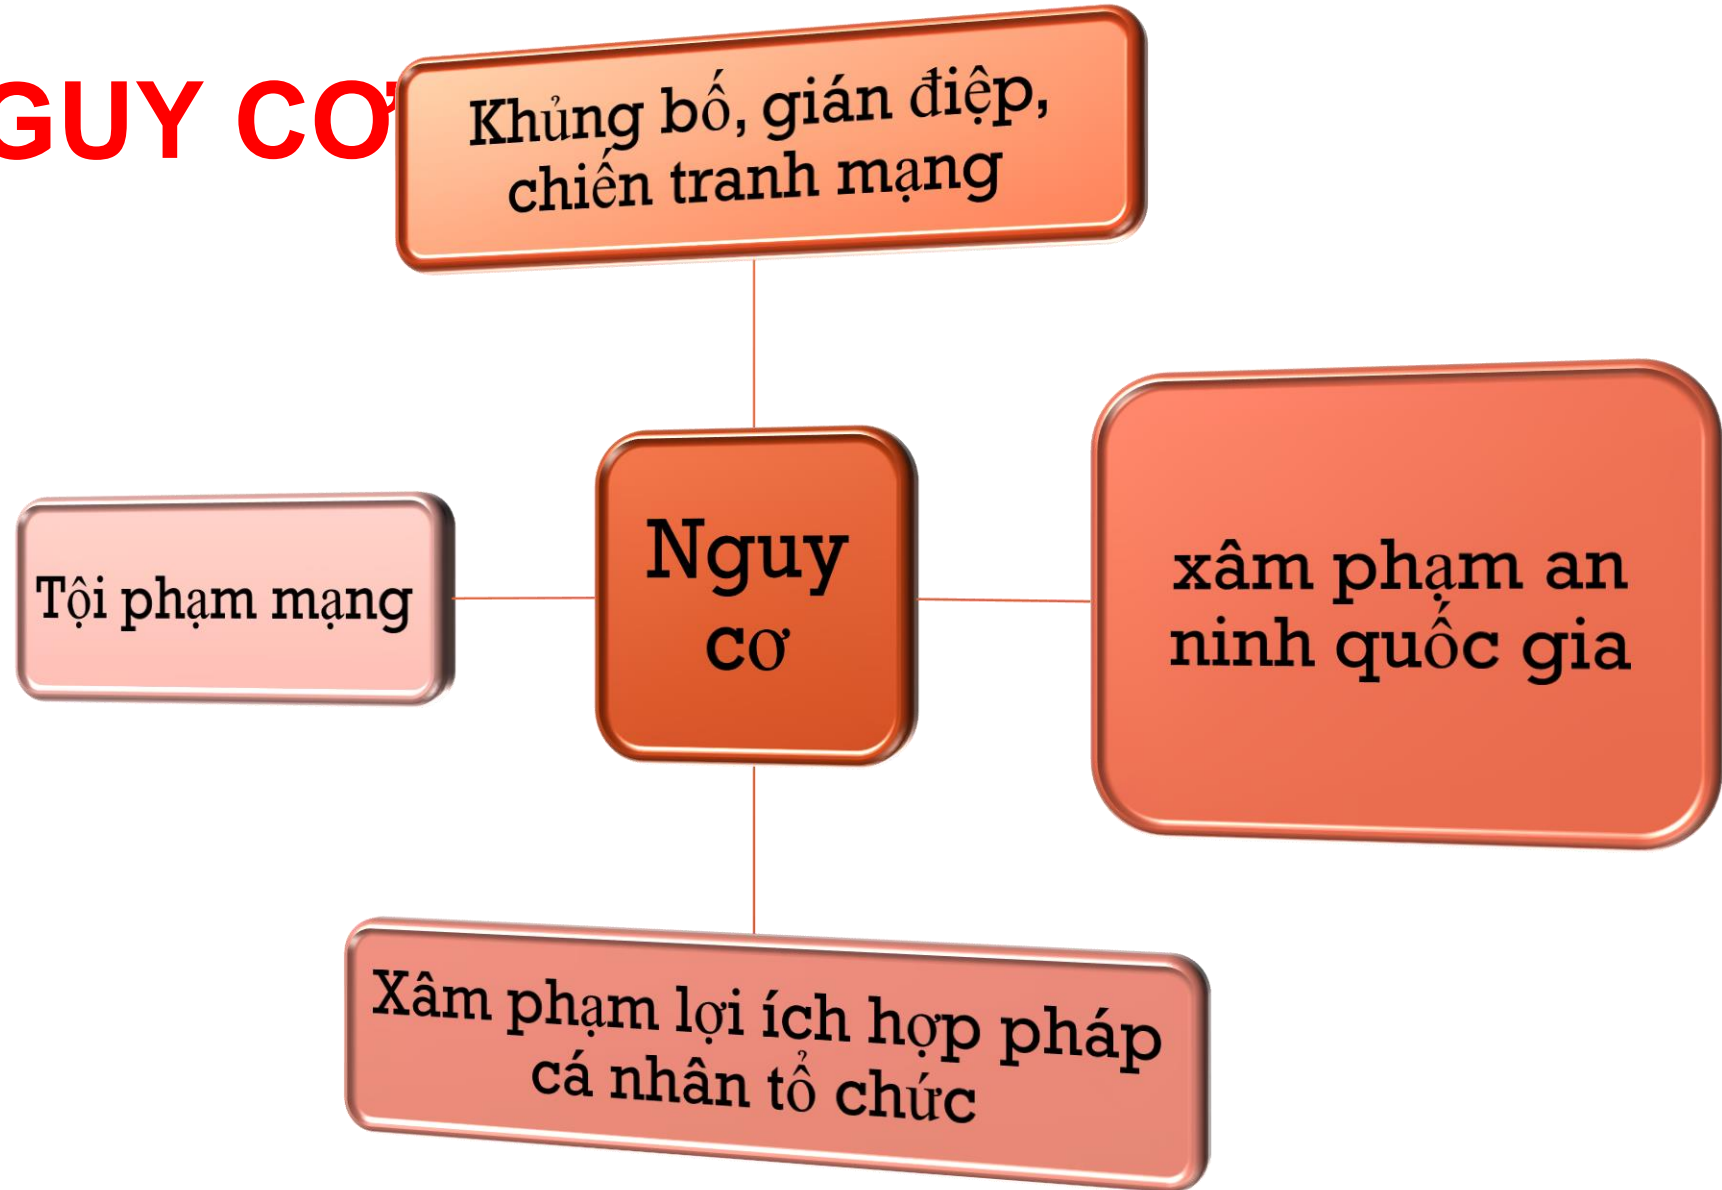 GUY CƠ
Khủng bố, gián điệp,
chiến tranh mạng
Tội phạm mạng
Nguy
cơ
xâm phạm an
ninh quốc gia
Xâm phạm lợi ích hợp pháp
cá nhân tổ chức